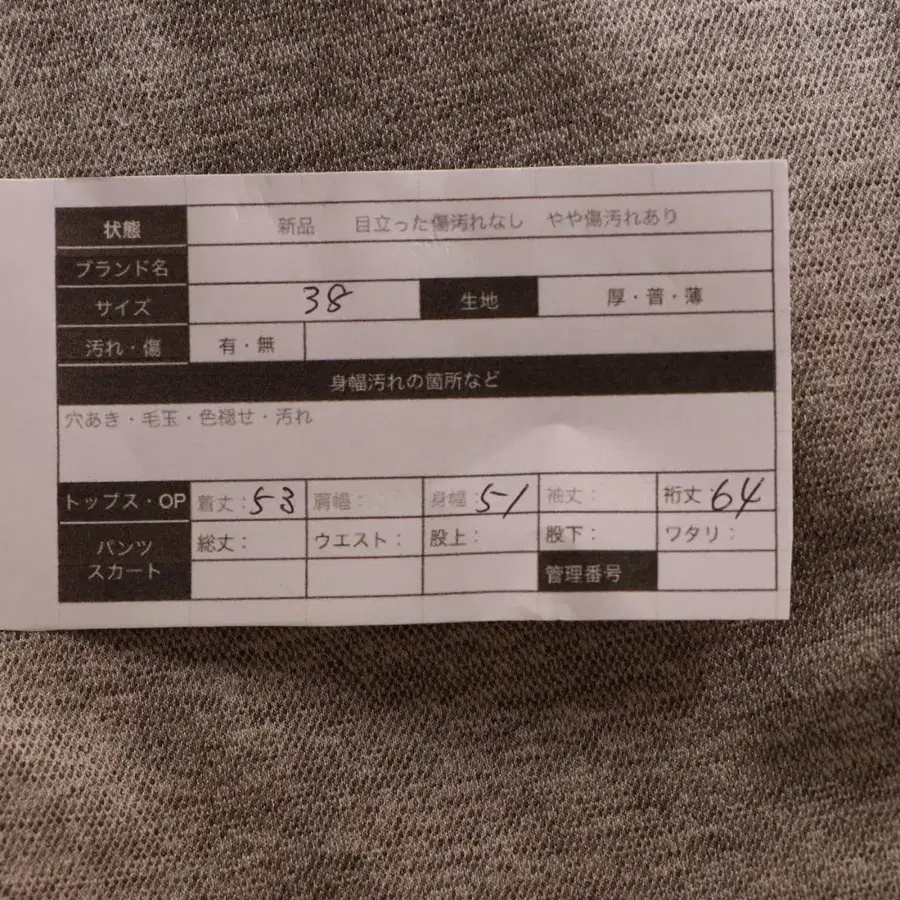 状態 新品 目立った傷汚れなし やや傷汚れあり
ブランド名
サイズ 38 生地 厚・普・薄
汚れ・傷 有・無
身幅汚れの箇所など
穴あき・毛玉・色褪せ・汚れ
トップス・OP 着丈:53 肩幅: 身幅:51 袖丈: 裄丈:64
パンツ スカート 総丈: ウエスト: 股上: 股下: ワタリ:
管理番号